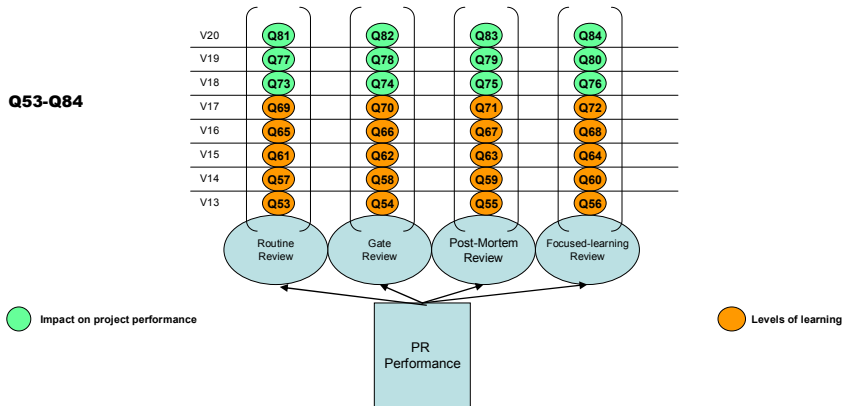 V20 Q81 Q82 Q83 Q84
V19 Q77 Q78 Q79 Q80
V18 Q73 Q74 Q75 Q76
Q53-Q84
V17 Q69 Q70 Q71 Q72
V16 Q65 Q66 Q67 Q68
V15 Q61 Q62 Q63 Q64
V14 Q57 Q58 Q59 Q60
V13 Q53 Q54 Q55 Q56
Routine
Review
Gate
Review
Post-Mortem
Review
Focused-learning
Review
Impact on project performance
Levels of learning
PR
Performance